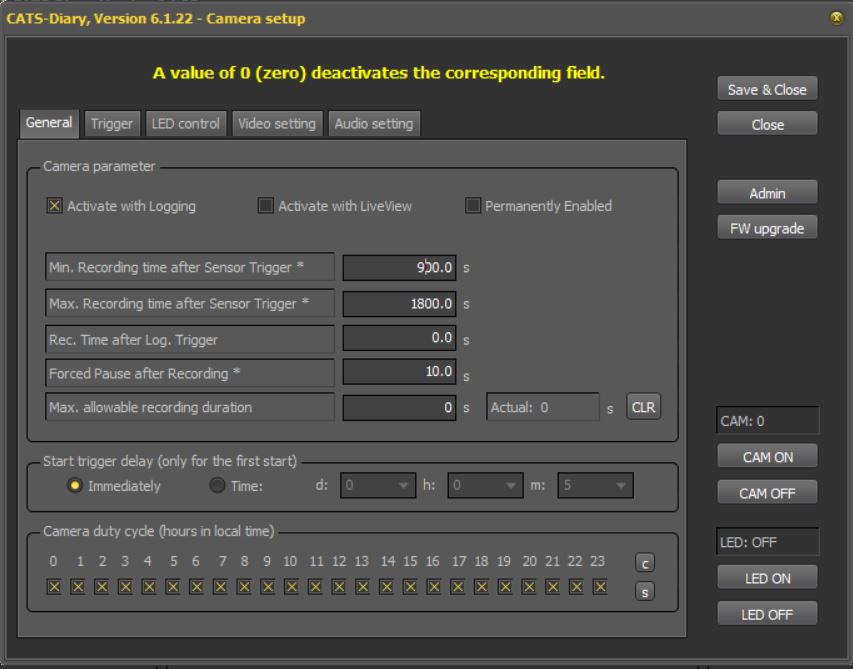 CATS-Diary, Version 6.1.22 - Camera setup
A value of 0 (zero) deactivates the corresponding field.
Save & Close
Close
Admin
FW upgrade
General Trigger LED control Video setting Audio setting
Camera parameter
Activate with Logging Activate with LiveView Permanently Enabled
Min. Recording time after Sensor Trigger * 900.0 s
Max. Recording time after Sensor Trigger * 1800.0 s
Rec. Time after Log. Trigger 0.0 s
Forced Pause after Recording * 10.0 s
Max. allowable recording duration 0 s Actual: 0 s CLR
CAM: 0
CAM ON
CAM OFF
Start trigger delay (only for the first start)
Immediately Time: d: 0 h: 0 m: 5
Camera duty cycle (hours in local time)
0 1 2 3 4 5 6 7 8 9 10 11 12 13 14 15 16 17 18 19 20 21 22 23 c
s
LED: OFF
LED ON
LED OFF